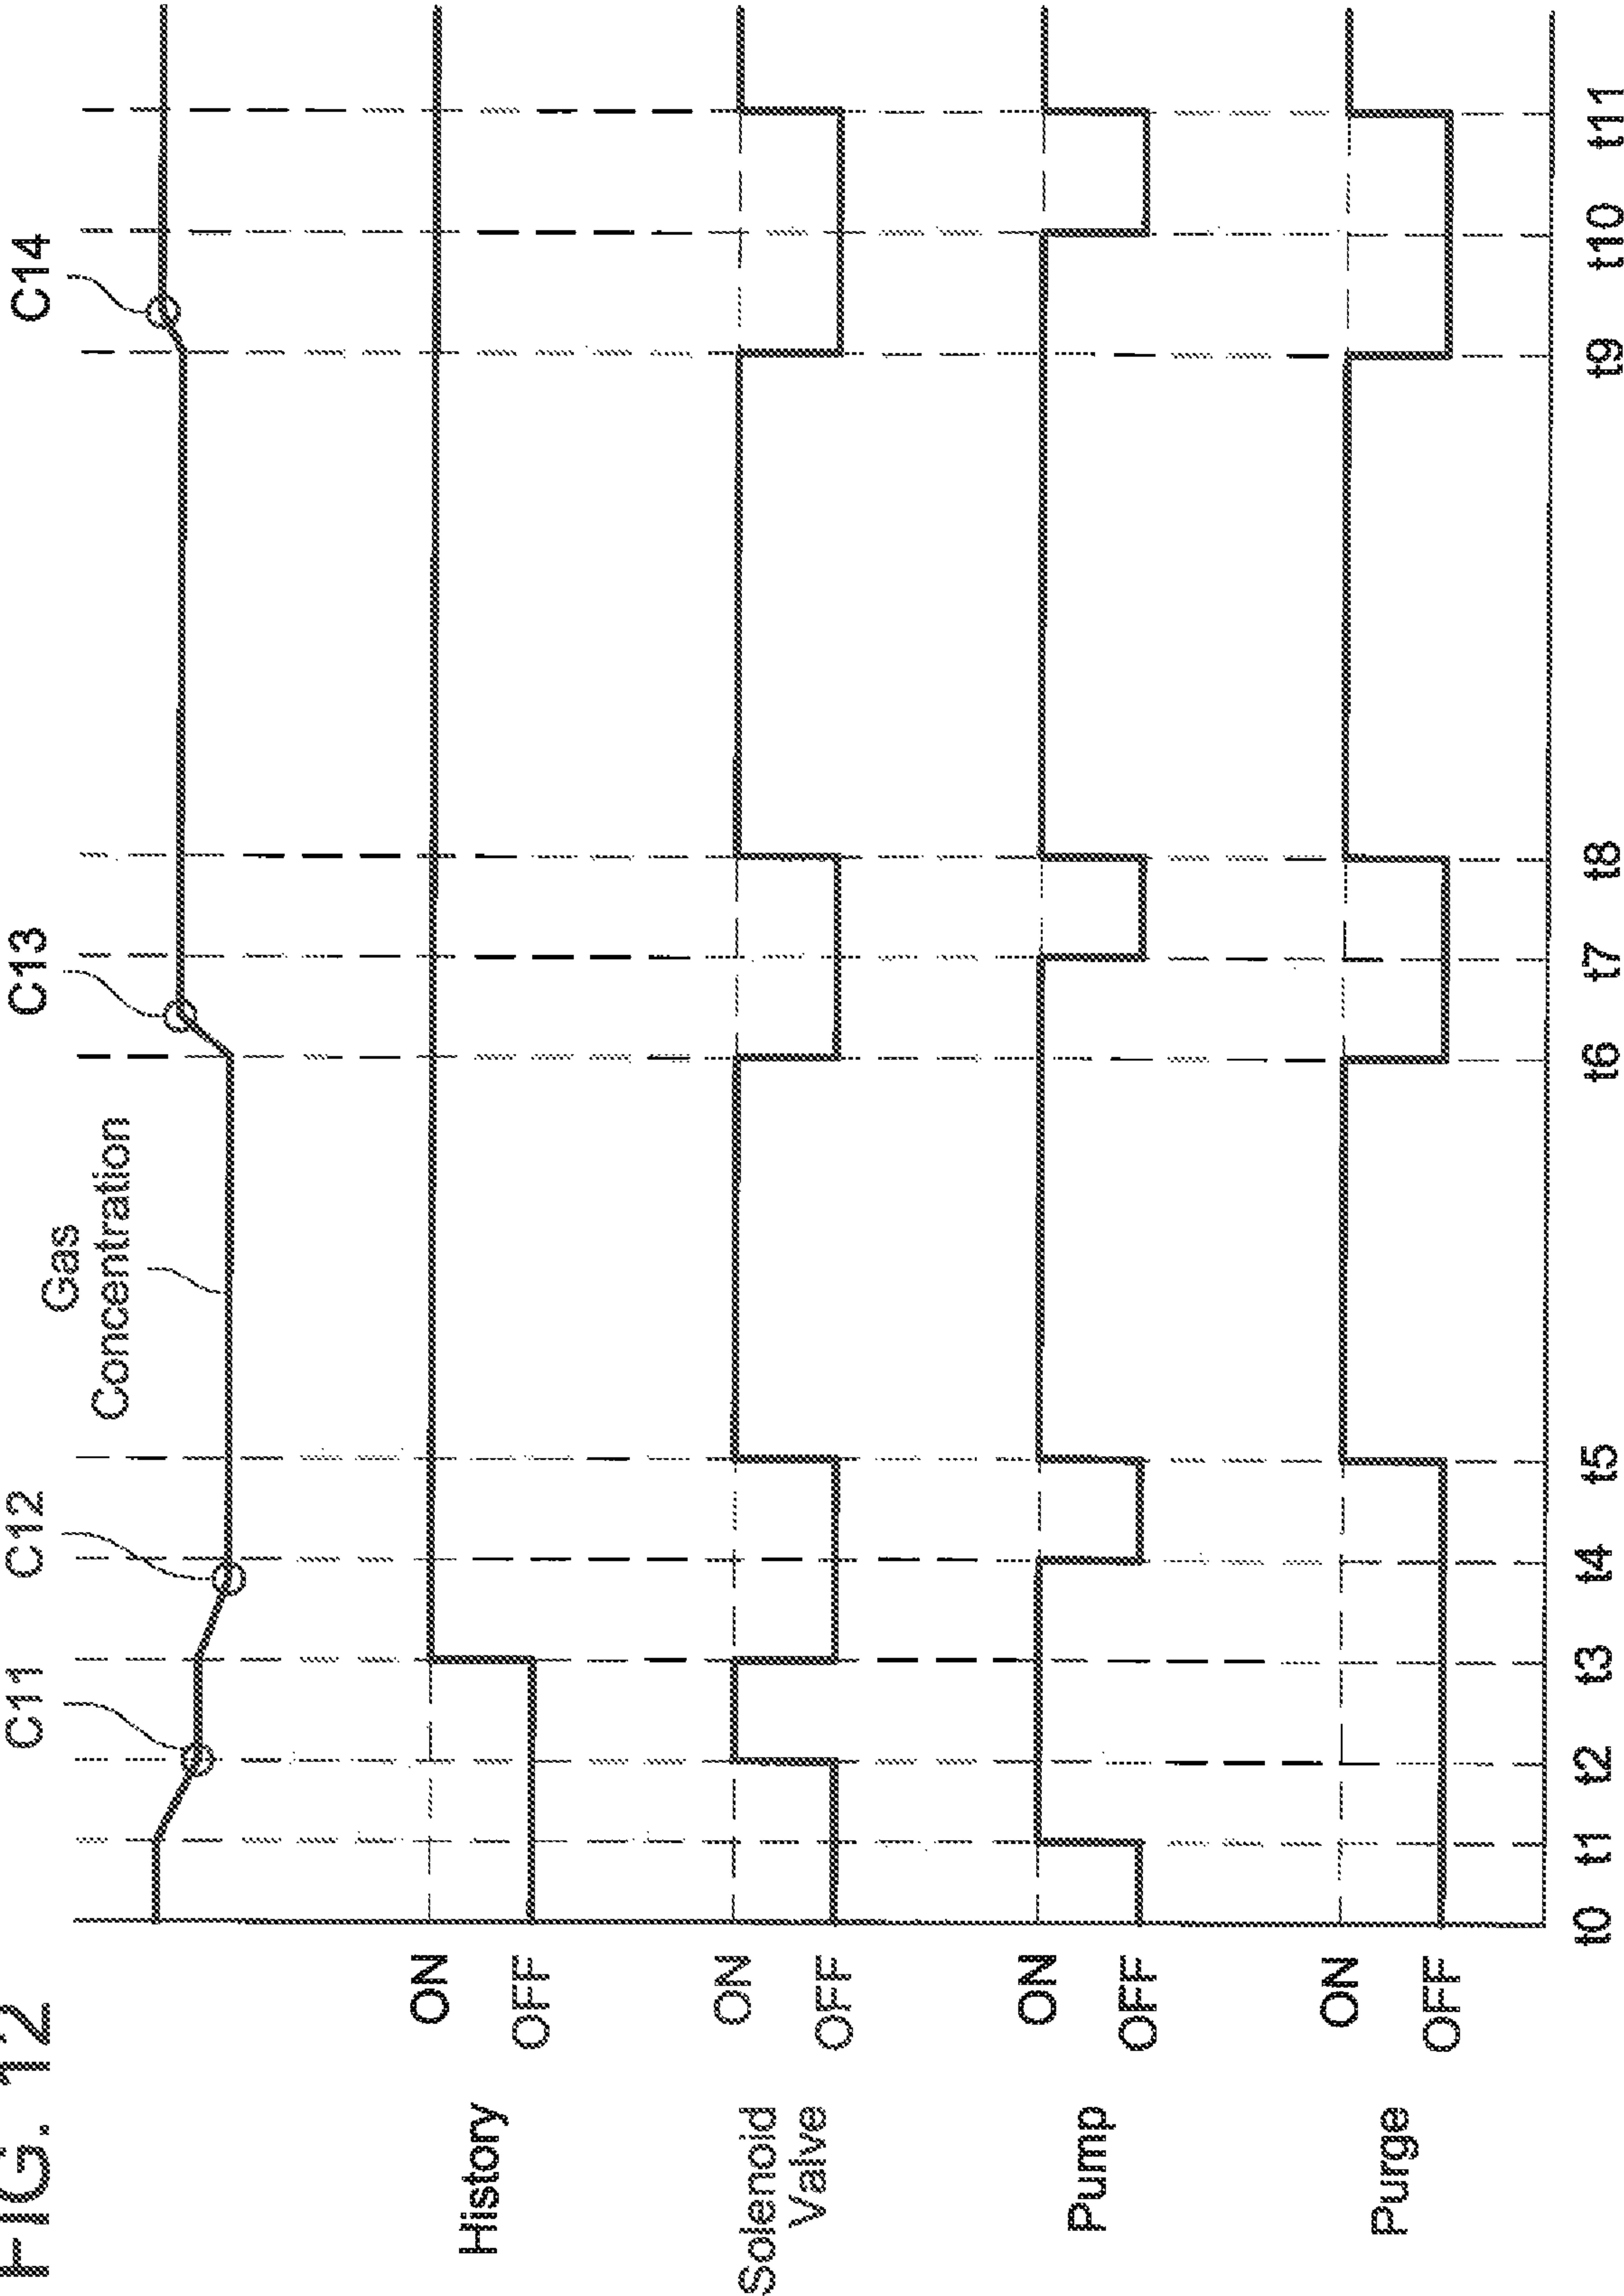 FIG. 12
C11
C12
Gas
Concentration
C13
C14
History
ON
OFF
Solenoid
Valve
ON
OFF
Pump
ON
OFF
Purge
ON
OFF
t0 t1 t2 t3 t4 t5 t6 t7 t8 t9 t10 t11